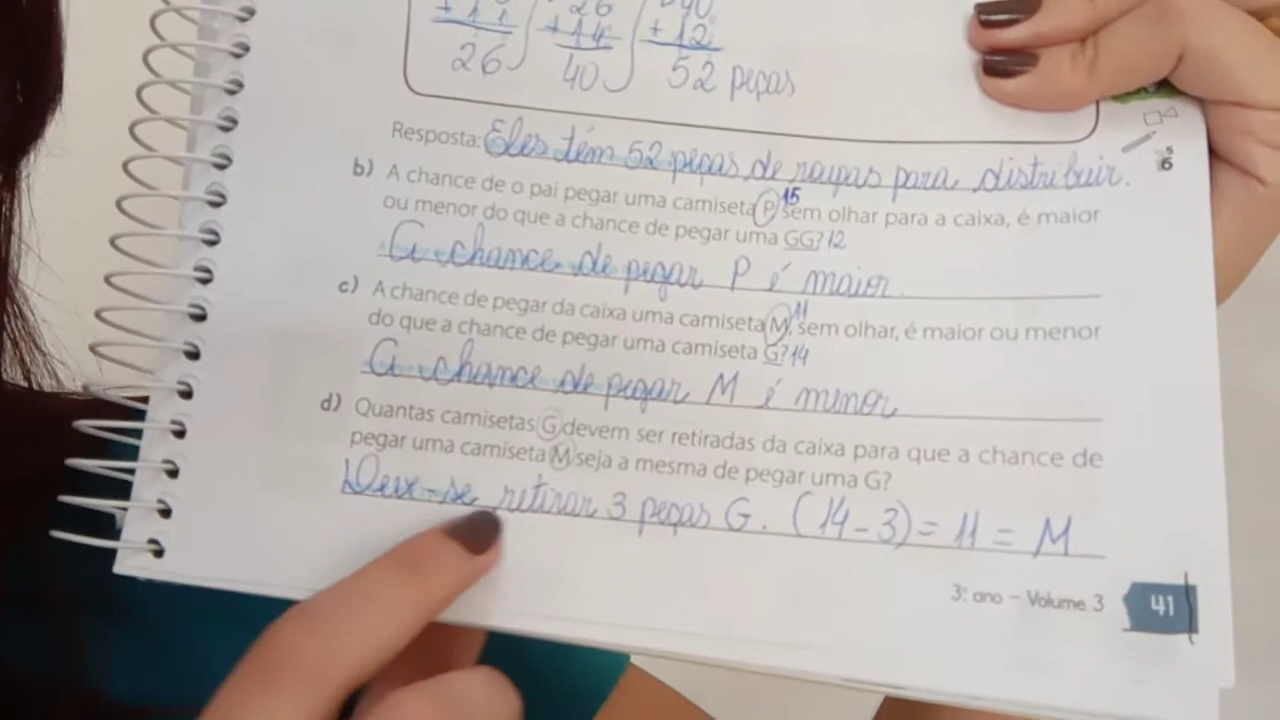 26
+ 14
+ 12
26
40
52 peças
Resposta: Eles têm 52 peças de roupas para distribuir.
b) A chance de o pai pegar uma camiseta P, 15 sem olhar para a caixa, é maior
ou menor do que a chance de pegar uma GG? 12
A chance de pegar P é maior.
c) A chance de pegar da caixa uma camiseta M, 11 sem olhar, é maior ou menor
do que a chance de pegar uma camiseta G? 14
A chance de pegar M é menor
d) Quantas camisetas G devem ser retiradas da caixa para que a chance de
pegar uma camiseta M seja a mesma de pegar uma G?
Deve-se retirar 3 peças G. (14 - 3) = 11 = M
3º. ano – Volume 3
41